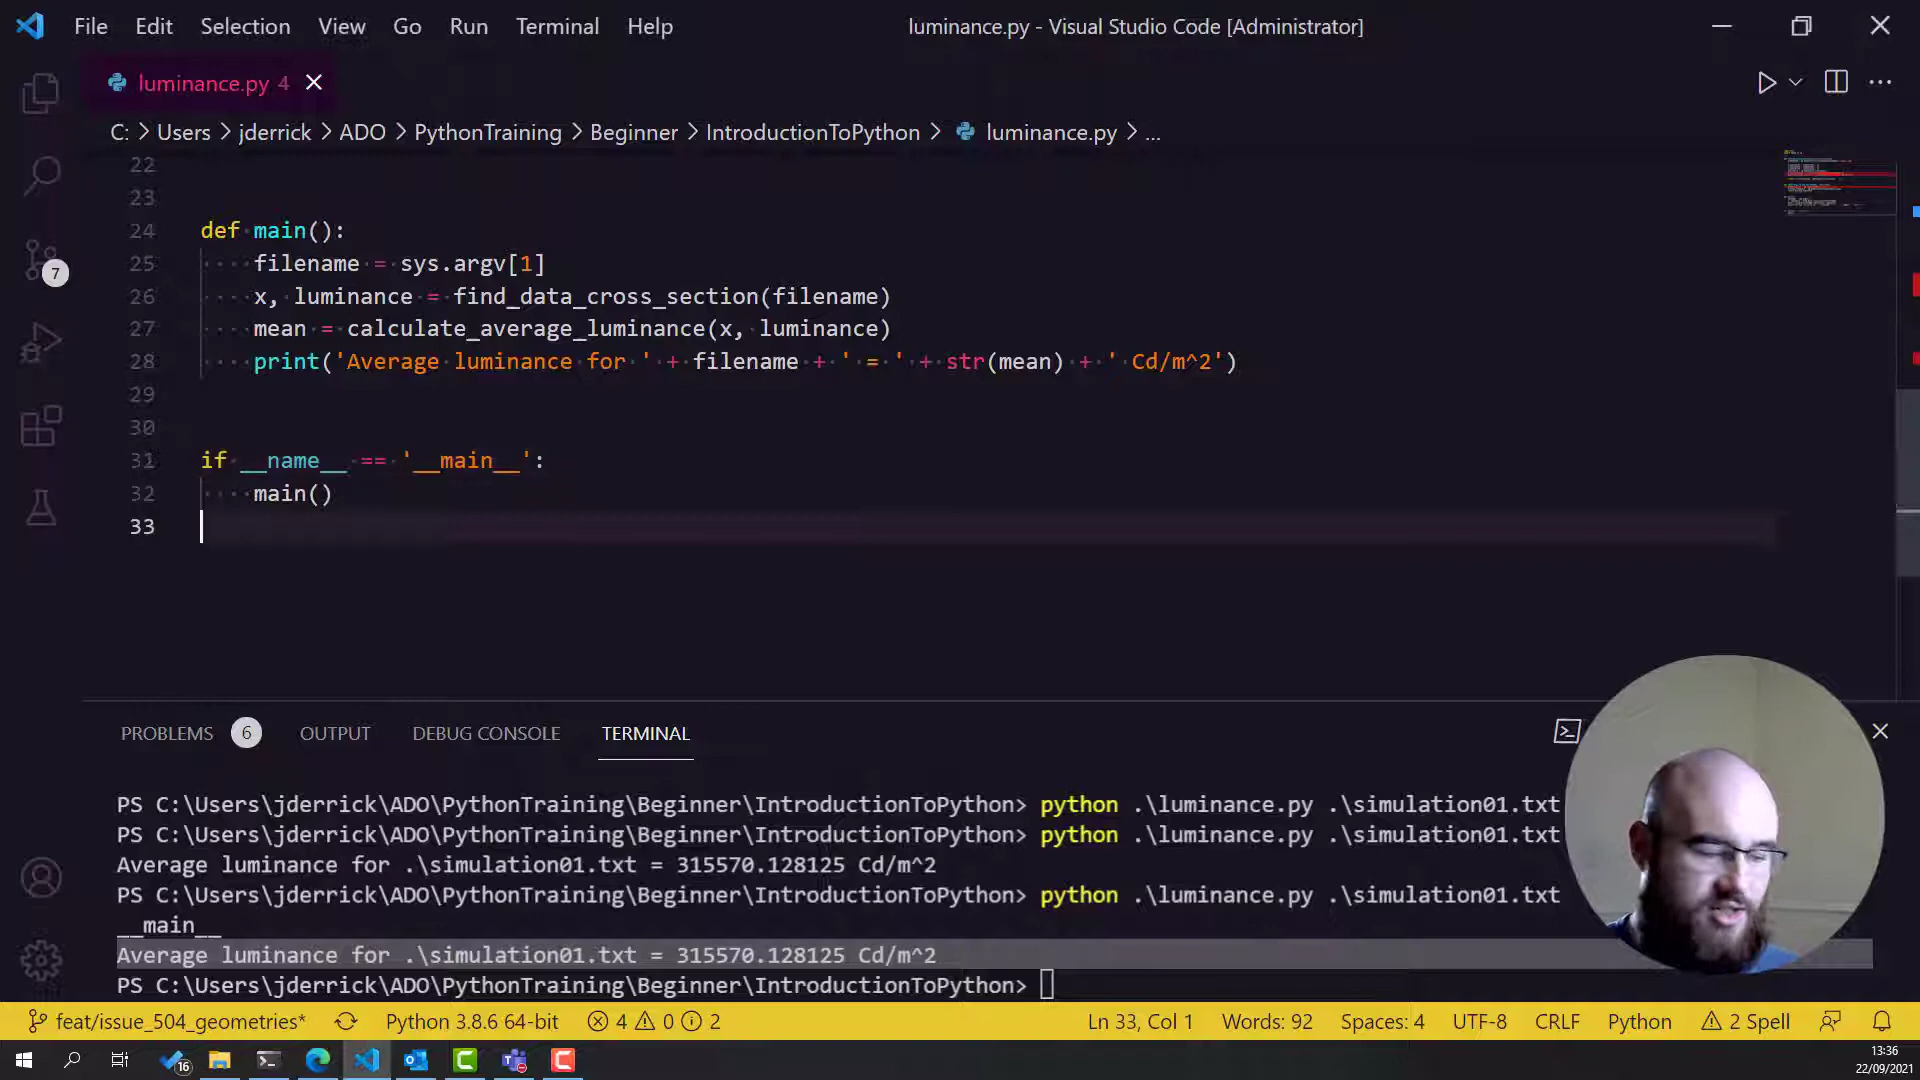 File Edit Selection View Go Run Terminal Help
luminance.py - Visual Studio Code [Administrator]
luminance.py 4
C: > Users > jderrick > ADO > PythonTraining > Beginner > IntroductionToPython > luminance.py > ...
22
23
24 def main():
25 filename = sys.argv[1]
26 x, luminance = find_data_cross_section(filename)
27 mean = calculate_average_luminance(x, luminance)
28 print('Average luminance for ' + filename + ' = ' + str(mean) + ' Cd/m^2')
29
30
31 if __name__ == '__main__':
32 main()
33
7
PROBLEMS 6 OUTPUT DEBUG CONSOLE TERMINAL
PS C:\Users\jderrick\ADO\PythonTraining\Beginner\IntroductionToPython> python .\luminance.py .\simulation01.txt
PS C:\Users\jderrick\ADO\PythonTraining\Beginner\IntroductionToPython> python .\luminance.py .\simulation01.txt
Average luminance for .\simulation01.txt = 315570.128125 Cd/m^2
PS C:\Users\jderrick\ADO\PythonTraining\Beginner\IntroductionToPython> python .\luminance.py .\simulation01.txt
__main__
Average luminance for .\simulation01.txt = 315570.128125 Cd/m^2
PS C:\Users\jderrick\ADO\PythonTraining\Beginner\IntroductionToPython>
feat/issue_504_geometries* Python 3.8.6 64-bit 4 0 2 Ln 33, Col 1 Words: 92 Spaces: 4 UTF-8 CRLF Python 2 Spell
16
13:36
22/09/2021